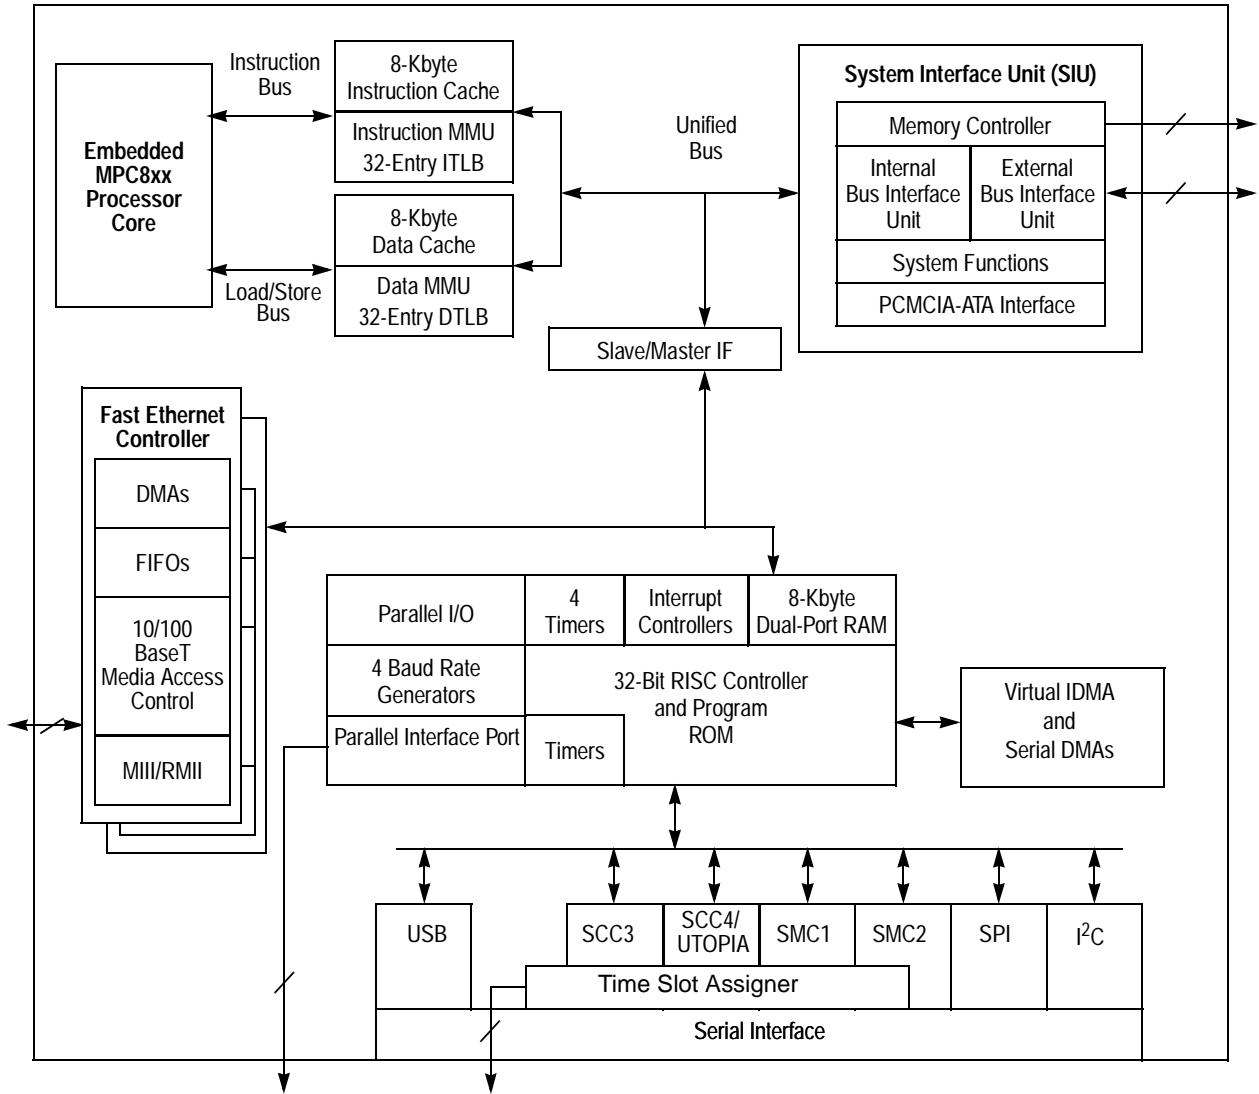 Instruction
Bus
8-Kbyte
Instruction Cache
Instruction MMU
32-Entry ITLB
Embedded
MPC8xx
Processor
Core
8-Kbyte
Data Cache
Data MMU
32-Entry DTLB
Load/Store
Bus
Unified
Bus
System Interface Unit (SIU)
Memory Controller
Internal
Bus Interface
Unit
External
Bus Interface
Unit
System Functions
PCMCIA-ATA Interface
Slave/Master IF
Fast Ethernet
Controller
DMAs
FIFOs
10/100
BaseT
Media Access
Control
MIII/RMII
Parallel I/O
4
Timers
Interrupt
Controllers
8-Kbyte
Dual-Port RAM
4 Baud Rate
Generators
32-Bit RISC Controller
and Program
ROM
Parallel Interface Port
Timers
Virtual IDMA
and
Serial DMAs
USB
SCC3
SCC4/
UTOPIA
SMC1
SMC2
SPI
I²C
Time Slot Assigner
Serial Interface